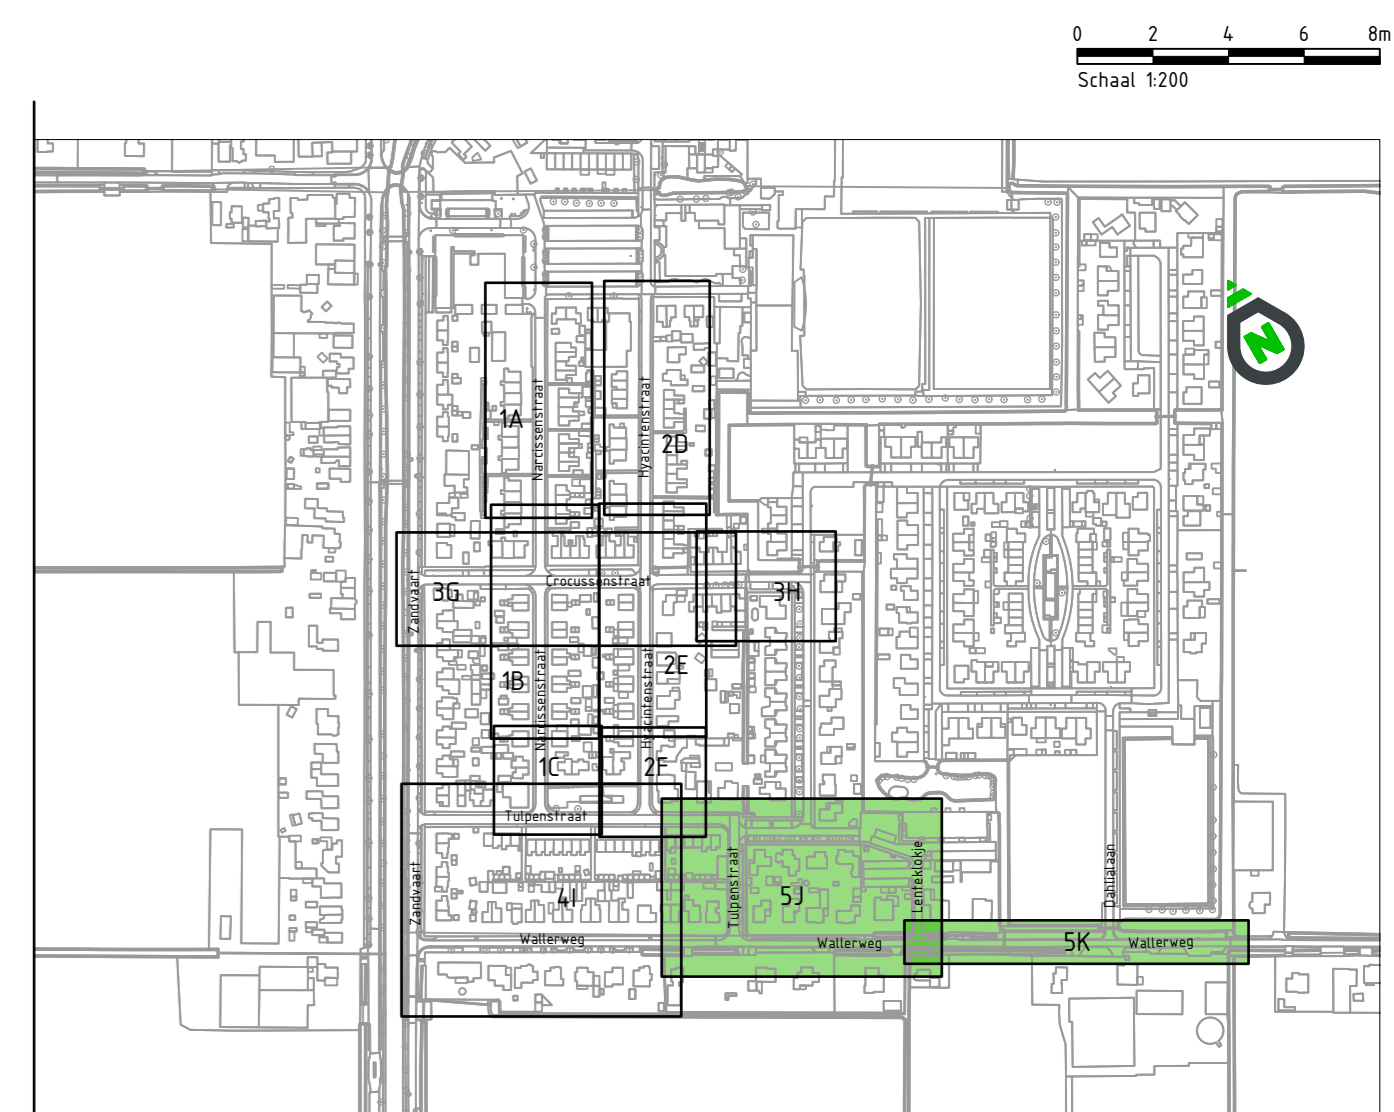 0 2 4 6 8m
Schaal 1:200
N
1A
Narcissenstraat
Hyacintenstraat
2D
Zandvaart
3G
Crocussenstraat
3H
1B
Narcissenstraat
Hyacintenstraat
2E
1C
2F
Tulpenstraat
Zandvaart
4I
Wallerweg
Tulpenstraat
5J
Wallerweg
Lenteklokje
5K
Dahlialaan
Wallerweg